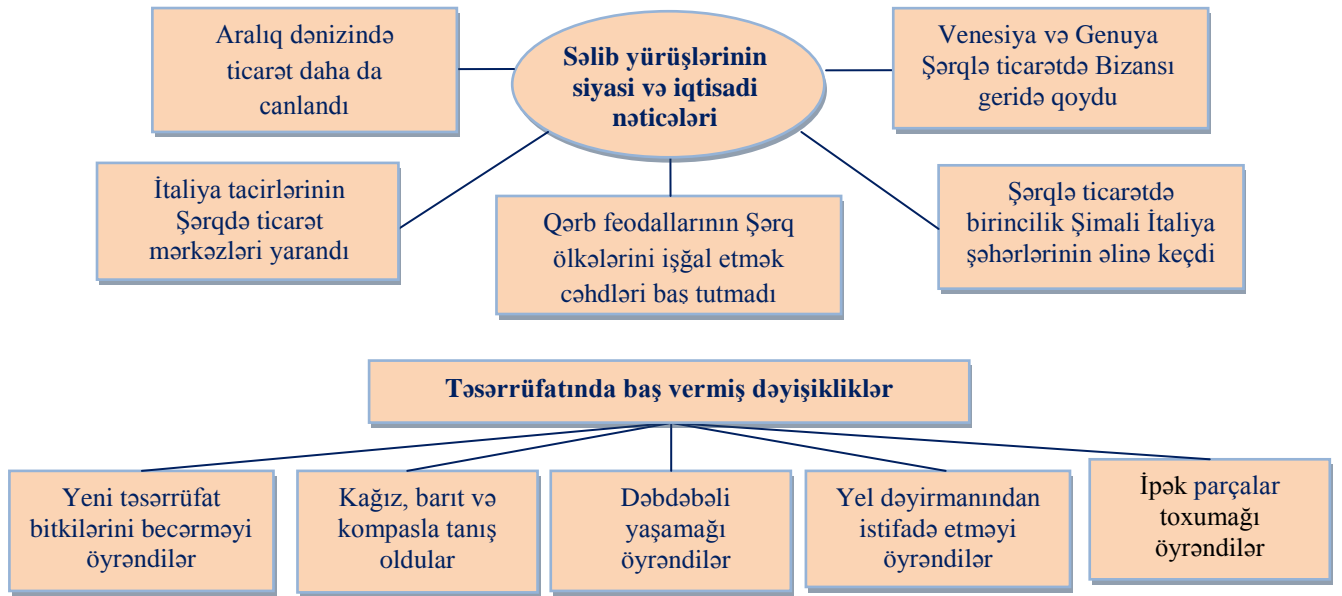 Aralıq dənizində
ticarət daha da
canlandı
Səlib yürüşlərinin
siyasi və iqtisadi
nəticələri
Venesiya və Genuya
Şərqlə ticarətdə Bizansı
geridə qoydu
İtaliya tacirlərinin
Şərqdə ticarət
mərkəzləri yarandı
Qərb feodallarının Şərq
ölkələrini işğal etmək
cəhdləri baş tutmadı
Şərqlə ticarətdə
birincilik Şimali İtaliya
şəhərlərinin əlinə keçdi
Təsərrüfatında baş vermiş dəyişikliklər
Yeni təsərrüfat
bitkilərini becərməyi
öyrəndilər
Kağız, barıt və
kompasla tanış
oldular
Dəbdəbəli
yaşamağı
öyrəndilər
Yel dəyirmanından
istifadə etməyi
öyrəndilər
İpək parçalar
toxumağı
öyrəndilər